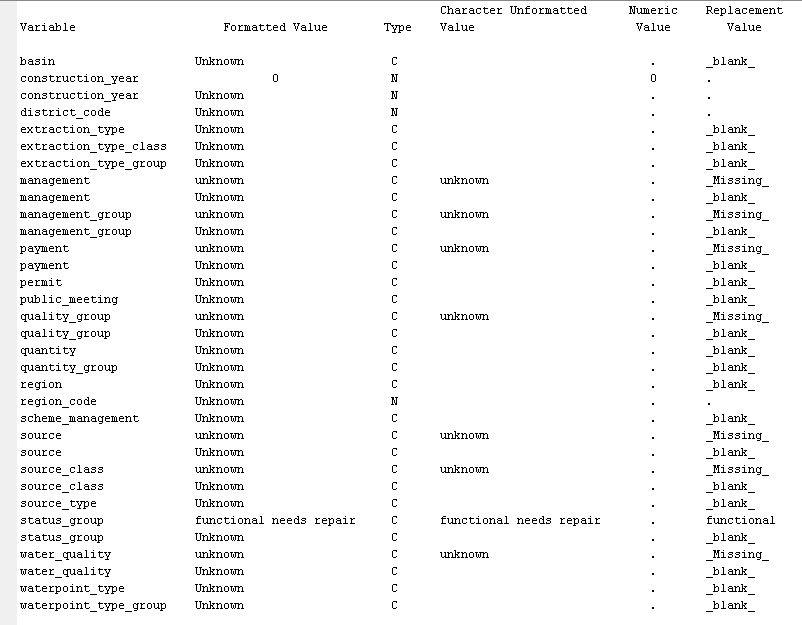 Character Unformatted Numeric Replacement
Variable Formatted Value Type Value Value Value
basin Unknown C . _blank_
construction_year 0 N 0 .
construction_year Unknown N . .
district_code Unknown N . .
extraction_type Unknown C . _blank_
extraction_type_class Unknown C . _blank_
extraction_type_group Unknown C . _blank_
management unknown C unknown . _Missing_
management Unknown C . _blank_
management_group unknown C unknown . _Missing_
management_group Unknown C . _blank_
payment unknown C unknown . _Missing_
payment Unknown C . _blank_
permit Unknown C . _blank_
public_meeting Unknown C . _blank_
quality_group unknown C unknown . _Missing_
quality_group Unknown C . _blank_
quantity Unknown C . _blank_
quantity_group Unknown C . _blank_
region Unknown C . _blank_
region_code Unknown N . .
scheme_management Unknown C . _blank_
source unknown C unknown . _Missing_
source Unknown C . _blank_
source_class unknown C unknown . _Missing_
source_class Unknown C . _blank_
source_type Unknown C . _blank_
status_group functional needs repair C functional needs repair . functional
status_group Unknown C . _blank_
water_quality unknown C unknown . _Missing_
water_quality Unknown C . _blank_
waterpoint_type Unknown C . _blank_
waterpoint_type_group Unknown C . _blank_